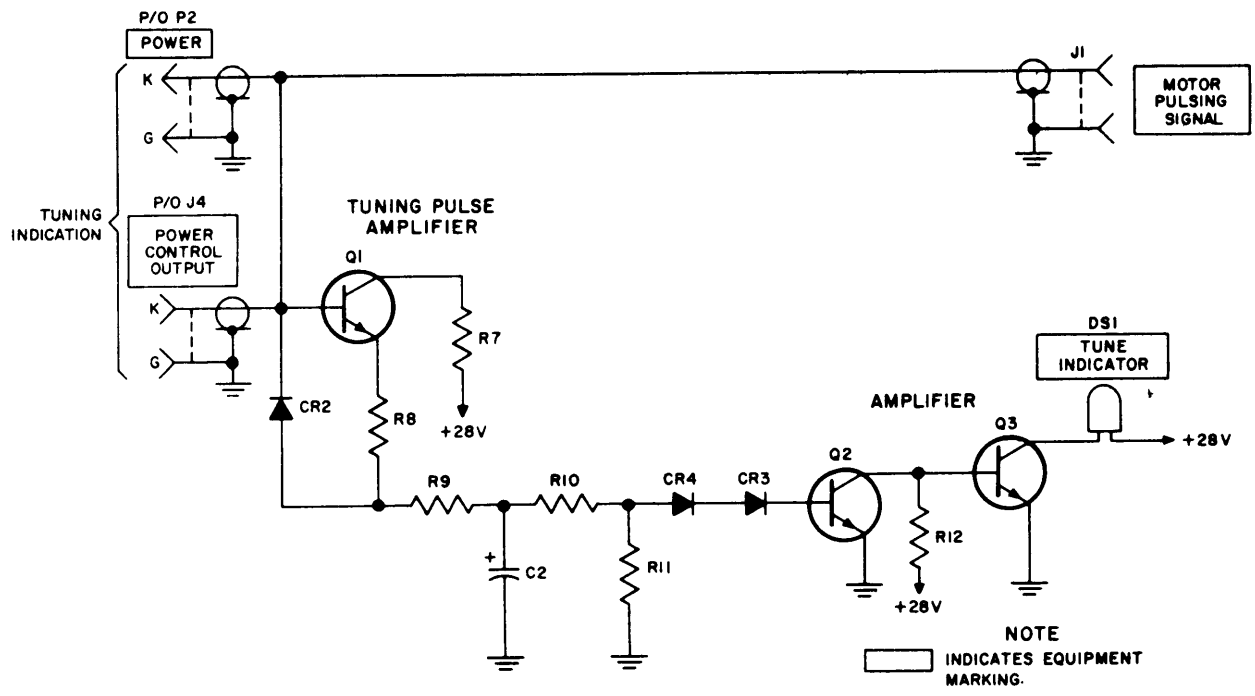 P/O P2
POWER
K
G
J1
MOTOR
PULSING
SIGNAL
TUNING
INDICATION
P/O J4
POWER
CONTROL
OUTPUT
K
G
TUNING PULSE
AMPLIFIER
Q1
R7
+28V
CR2
R8
R9
R10
CR4
CR3
+
C2
R11
AMPLIFIER
Q2
Q3
R12
+28V
DS1
TUNE
INDICATOR
+28V
NOTE
INDICATES EQUIPMENT
MARKING.